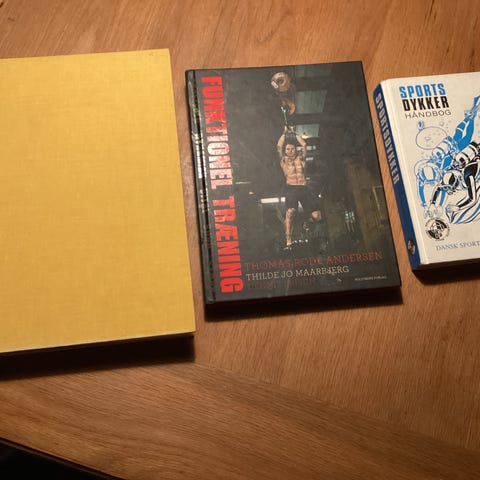 FUNKTIONEL TRÆNING
THOMAS RODE ANDERSEN
THILDE JO MAARBJERG
SPORTS
DYKKER
HÅNDBOG
DANSK SPORT
SPORTSDYKKER